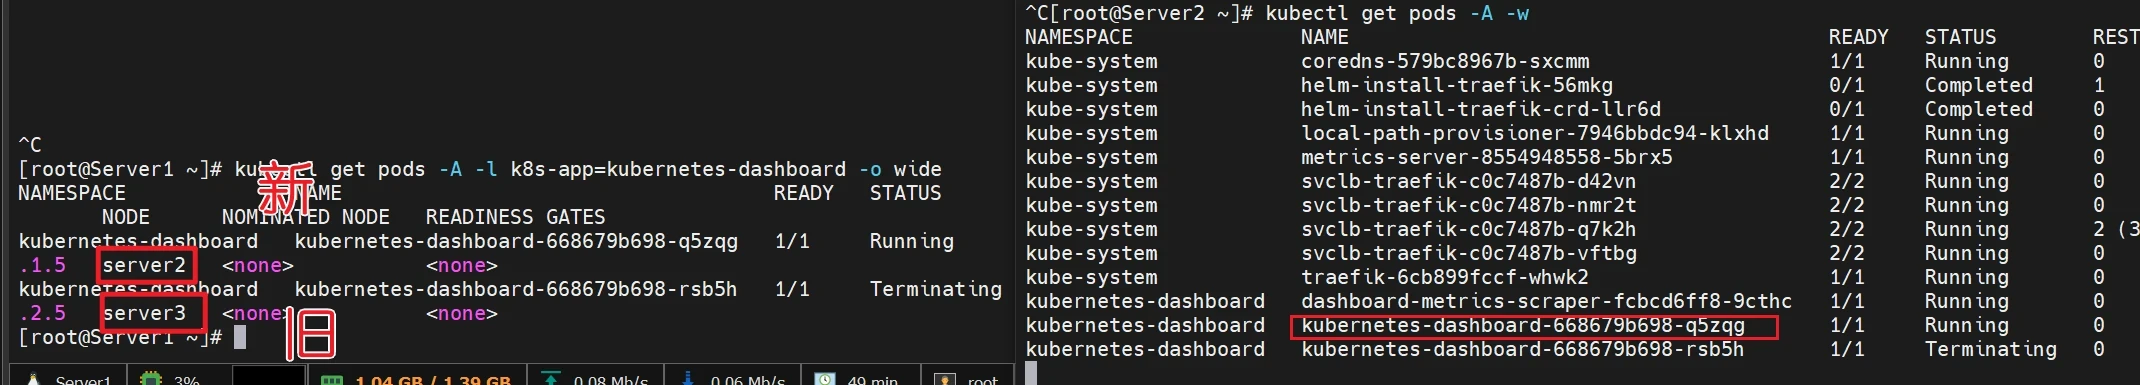 ^C
[root@Server1 ~]# kubectl get pods -A -l k8s-app=kubernetes-dashboard -o wide
NAMESPACE NAME READY STATUS
NODE NOMINATED NODE READINESS GATES
新
kubernetes-dashboard kubernetes-dashboard-668679b698-q5zqg 1/1 Running
.1.5 server2 <none> <none>
kubernetes-dashboard kubernetes-dashboard-668679b698-rsb5h 1/1 Terminating
.2.5 server3 <none> <none>
[root@Server1 ~]#
旧
Server1 3% 1.04 GB / 1.39 GB 0.08 Mb/s 0.06 Mb/s 49 min root
^C[root@Server2 ~]# kubectl get pods -A -w
NAMESPACE NAME READY STATUS REST
kube-system coredns-579bc8967b-sxcmm 1/1 Running 0
kube-system helm-install-traefik-56mkg 0/1 Completed 1
kube-system helm-install-traefik-crd-llr6d 0/1 Completed 0
kube-system local-path-provisioner-7946bbdc94-klxhd 1/1 Running 0
kube-system metrics-server-8554948558-5brx5 1/1 Running 0
kube-system svclb-traefik-c0c7487b-d42vn 2/2 Running 0
kube-system svclb-traefik-c0c7487b-nmr2t 2/2 Running 0
kube-system svclb-traefik-c0c7487b-q7k2h 2/2 Running 2 (3
kube-system svclb-traefik-c0c7487b-vftbg 2/2 Running 0
kube-system traefik-6cb899fccf-whwk2 1/1 Running 0
kubernetes-dashboard dashboard-metrics-scraper-fcbcd6ff8-9cthc 1/1 Running 0
kubernetes-dashboard kubernetes-dashboard-668679b698-q5zqg 1/1 Running 0
kubernetes-dashboard kubernetes-dashboard-668679b698-rsb5h 1/1 Terminating 0